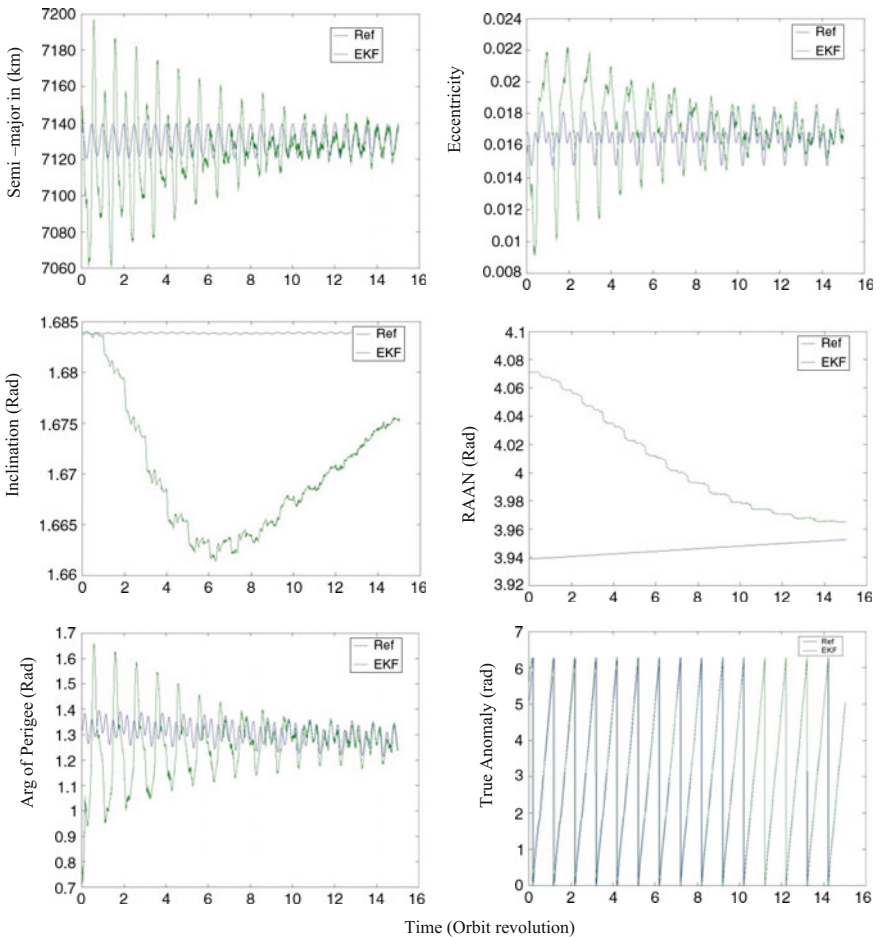 Semi –major in (km)
7200
7180
7160
7140
7120
7100
7080
7060
0 2 4 6 8 10 12 14 16
Ref
EKF
Eccentricity
0.024
0.022
0.02
0.018
0.016
0.014
0.012
0.01
0.008
0 2 4 6 8 10 12 14 16
Ref
EKF
Inclination (Rad)
1.685
1.68
1.675
1.67
1.665
1.66
0 2 4 6 8 10 12 14 16
Ref
EKF
RAAN (Rad)
4.1
4.08
4.06
4.04
4.02
4
3.98
3.96
3.94
3.92
0 2 4 6 8 10 12 14 16
Ref
EKF
Arg of Perigee (Rad)
1.7
1.6
1.5
1.4
1.3
1.2
1.1
1
0.9
0.8
0.7
0 2 4 6 8 10 12 14 16
Ref
EKF
True Anomaly (rad)
7
6
5
4
3
2
1
0
0 2 4 6 8 10 12 14 16
Ref
EKF
Time (Orbit revolution)